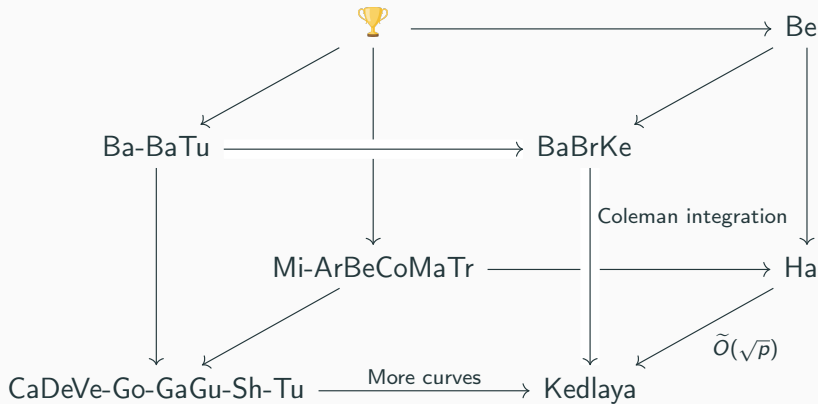 Be
Ba-BaTu
BaBrKe
Coleman integration
Mi-ArBeCoMaTr
Ha
Õ(√p)
CaDeVe-Go-GaGu-Sh-Tu
More curves
Kedlaya